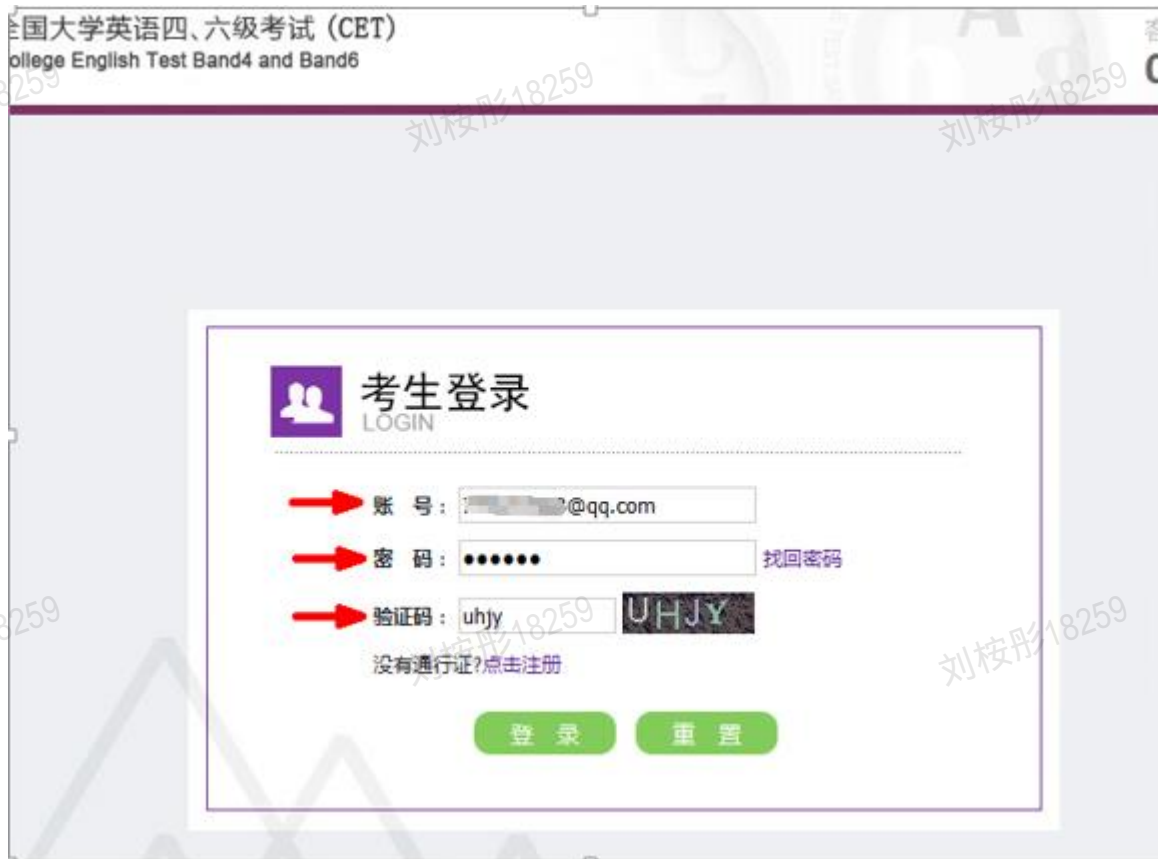 全国大学英语四、六级考试 (CET)
ollege English Test Band4 and Band6
刘桉彤18259
刘桉彤18259
考生登录
LOGIN
账 号: @qq.com
密 码: ●●●●●● 找回密码
验证码: uhjy UHJY
没有通行证?点击注册
3259
刘桉彤18259
刘桉彤18259
登 录 重 置